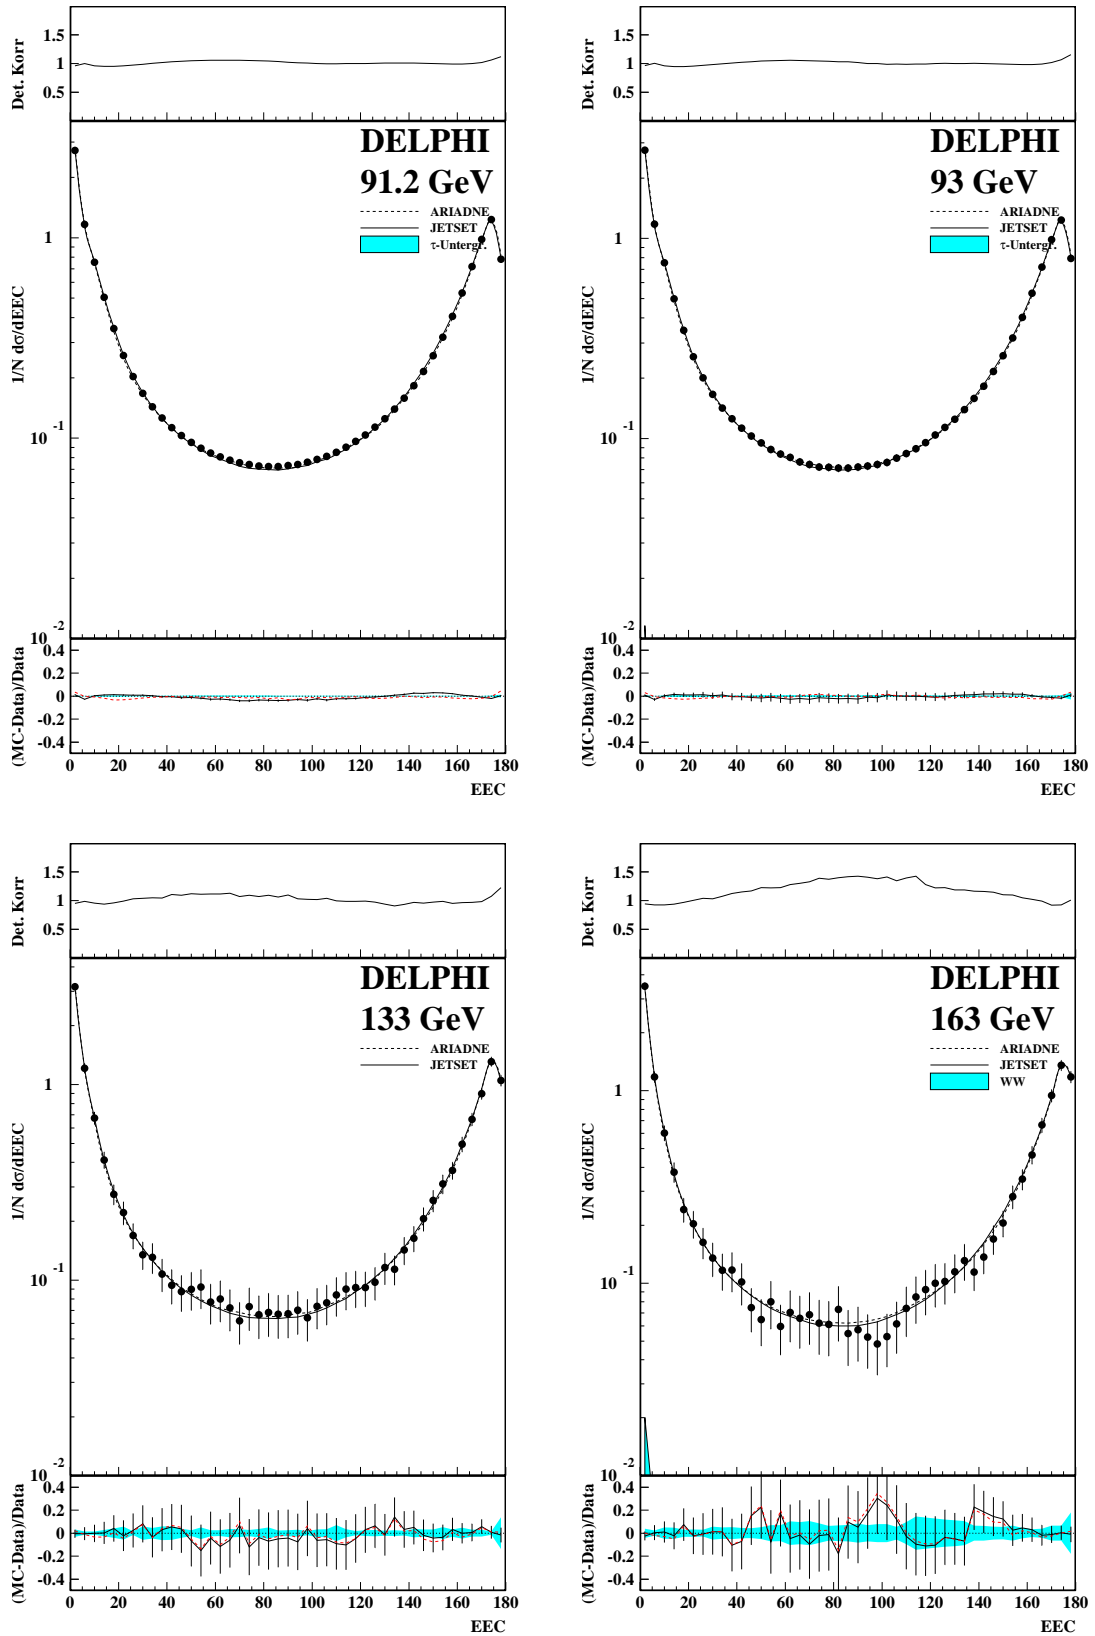 Det. Korr
1.5
1
0.5
DELPHI
91.2 GeV
ARIADNE
JETSET
τ-Untergr.
1/N dσ/dEEC
1
10 -1
10 -2
(MC-Data)/Data
0.4
0.2
0
-0.2
-0.4
0 20 40 60 80 100 120 140 160 180
EEC
Det. Korr
1.5
1
0.5
DELPHI
93 GeV
ARIADNE
JETSET
τ-Untergr.
1/N dσ/dEEC
1
10 -1
10 -2
(MC-Data)/Data
0.4
0.2
0
-0.2
-0.4
0 20 40 60 80 100 120 140 160 180
EEC
Det. Korr
1.5
1
0.5
DELPHI
133 GeV
ARIADNE
JETSET
1/N dσ/dEEC
1
10 -1
10 -2
(MC-Data)/Data
0.4
0.2
0
-0.2
-0.4
0 20 40 60 80 100 120 140 160 180
EEC
Det. Korr
1.5
1
0.5
DELPHI
163 GeV
ARIADNE
JETSET
WW
1/N dσ/dEEC
1
10 -1
10 -2
(MC-Data)/Data
0.4
0.2
0
-0.2
-0.4
0 20 40 60 80 100 120 140 160 180
EEC